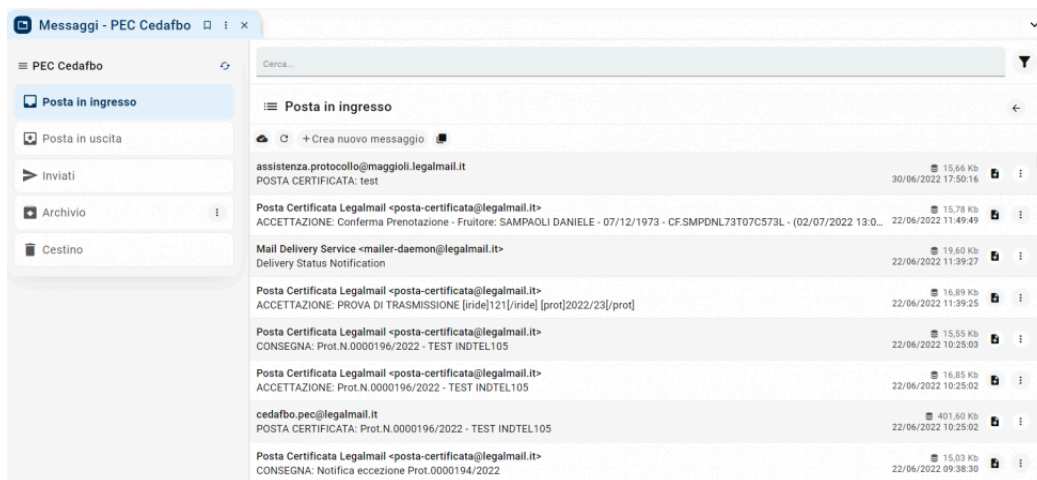 Messaggi - PEC Cedafbo
PEC Cedafbo
Posta in ingresso
Posta in uscita
Inviati
Archivio
Cestino
Cerca...
Posta in ingresso
+Crea nuovo messaggio
assistenza.protocollo@maggioli.legalmail.it
15,66 Kb
POSTA CERTIFICATA: test
30/06/2022 17:50:16
Posta Certificata Legalmail <posta-certificata@legalmail.it>
15,78 Kb
ACCETTAZIONE: Conferma Prenotazione - Fruitore: SAMPAOLI DANIELE - 07/12/1973 - CF.SMPDNL73T07C573L - (02/07/2022 13:0...
22/06/2022 11:49:49
Mail Delivery Service <mailer-daemon@legalmail.it>
19,60 Kb
Delivery Status Notification
22/06/2022 11:39:27
Posta Certificata Legalmail <posta-certificata@legalmail.it>
16,89 Kb
ACCETTAZIONE: PROVA DI TRASMISSIONE [iride]121[/iride] [prot]2022/23[/prot]
22/06/2022 11:39:25
Posta Certificata Legalmail <posta-certificata@legalmail.it>
15,55 Kb
CONSEGNA: Prot.N.0000196/2022 - TEST INDTEL105
22/06/2022 10:25:03
Posta Certificata Legalmail <posta-certificata@legalmail.it>
16,85 Kb
ACCETTAZIONE: Prot.N.0000196/2022 - TEST INDTEL105
22/06/2022 10:25:02
cedafbo.pec@legalmail.it
401,60 Kb
POSTA CERTIFICATA: Prot.N.0000196/2022 - TEST INDTEL105
22/06/2022 10:25:02
Posta Certificata Legalmail <posta-certificata@legalmail.it>
15,03 Kb
CONSEGNA: Notifica eccezione Prot.0000194/2022
22/06/2022 09:38:30